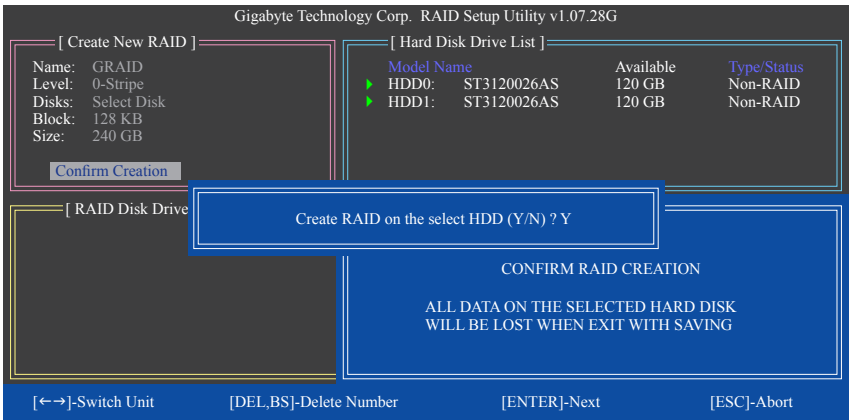 Gigabyte Technology Corp. RAID Setup Utility v1.07.28G
[ Create New RAID ]
Name: GRAID
Level: 0-Stripe
Disks: Select Disk
Block: 128 KB
Size: 240 GB
Confirm Creation
[ Hard Disk Drive List ]
Model Name Available Type/Status
HDD0: ST3120026AS 120 GB Non-RAID
HDD1: ST3120026AS 120 GB Non-RAID
[ RAID Disk Drive
Create RAID on the select HDD (Y/N) ? Y
CONFIRM RAID CREATION
ALL DATA ON THE SELECTED HARD DISK
WILL BE LOST WHEN EXIT WITH SAVING
[←→]-Switch Unit [DEL,BS]-Delete Number [ENTER]-Next [ESC]-Abort